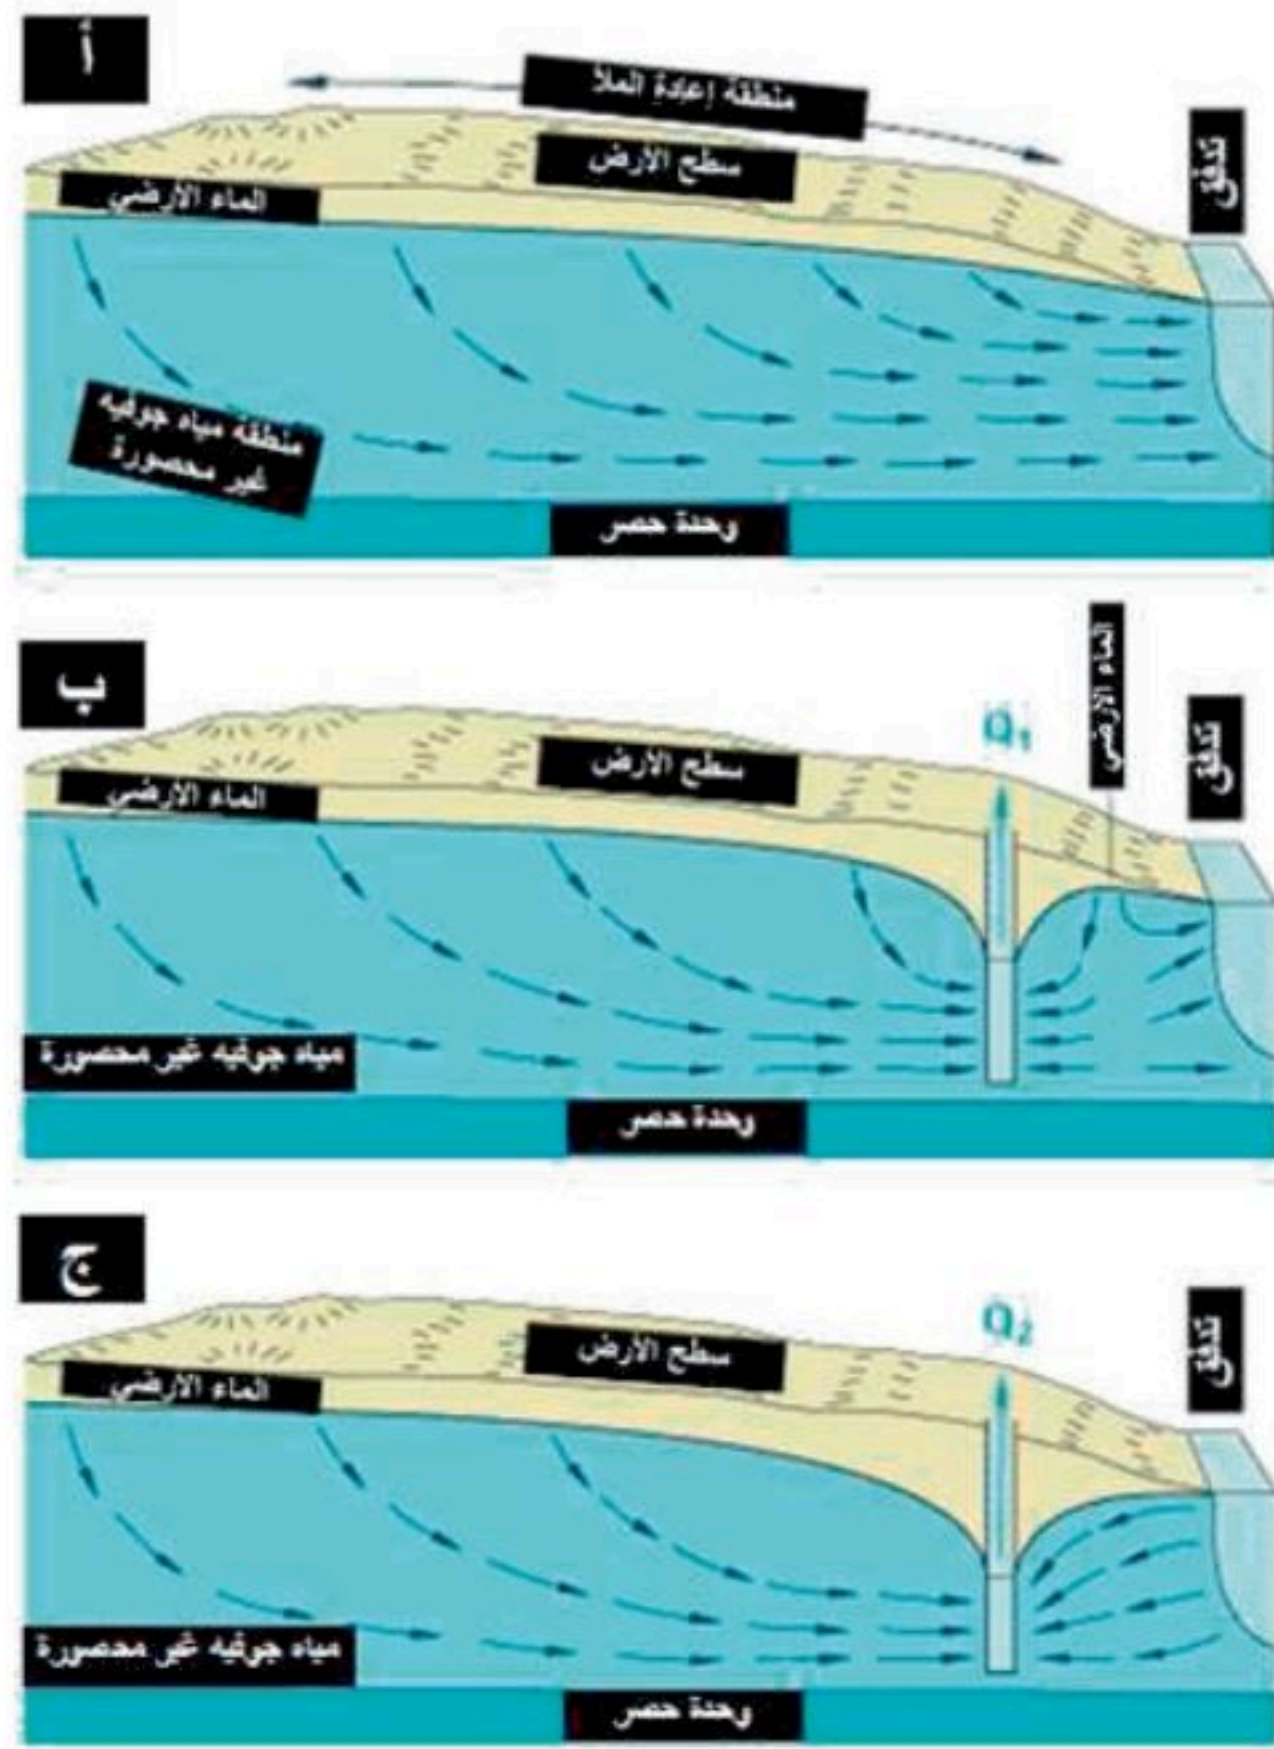 أ
منطقة إعادة الملأ
تدفق
سطح الأرض
الماء الأرضي
منطقة مياه جوفيه
غير محصورة
وحدة حصر
ب
الماء الارضي
Q1
تدفق
سطح الأرض
الماء الأرضي
مياه جوفيه غير محصورة
وحدة حصر
ج
Q2
تدفق
سطح الأرض
الماء الأرضي
مياه جوفيه غير محصورة
وحدة حصر